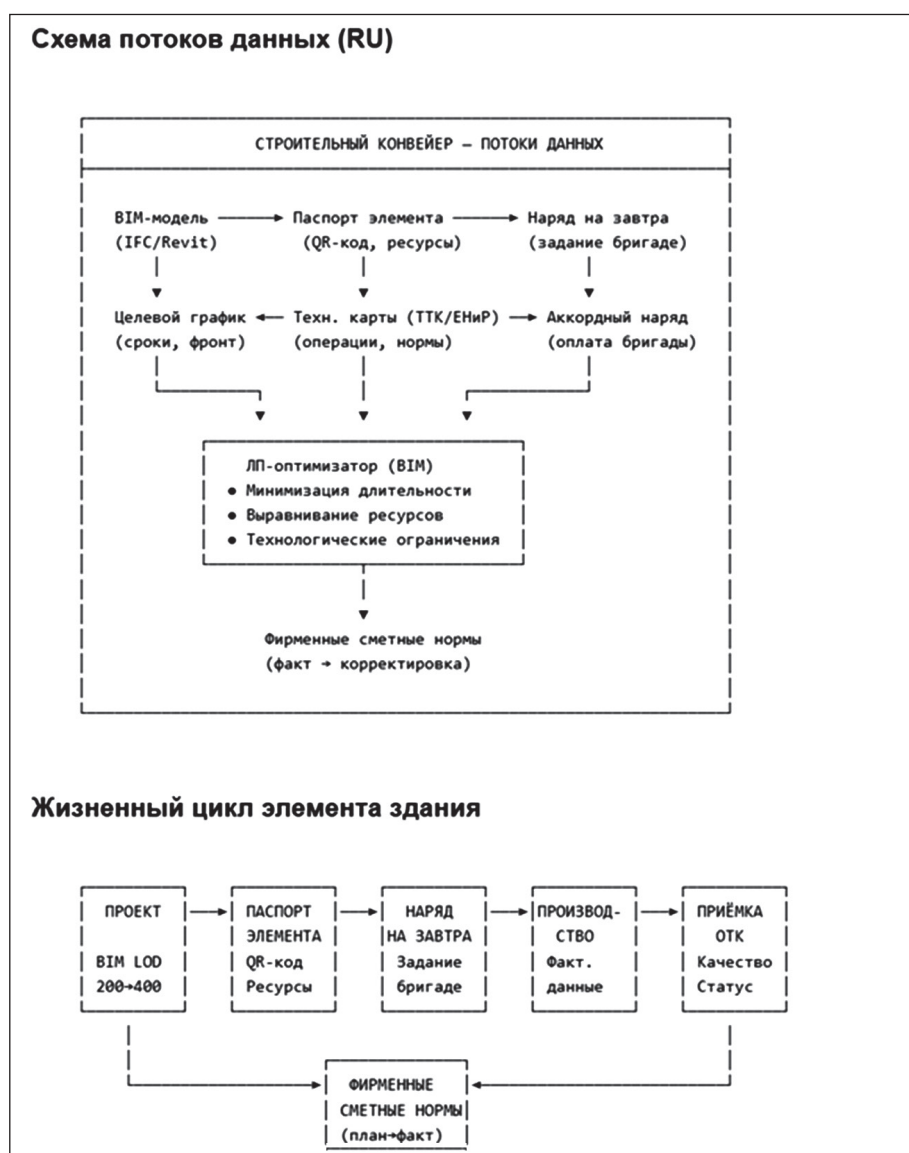 Схема потоков данных (RU)
СТРОИТЕЛЬНЫЙ КОНВЕЙЕР — ПОТОКИ ДАННЫХ
BIM-модель ——→ Паспорт элемента ——→ Наряд на завтра
(IFC/Revit) (QR-код, ресурсы) (задание бригаде)
Целевой график ←— Техн. карты (ТТК/ЕНиР) —→ Аккордный наряд
(сроки, фронт) (операции, нормы) (оплата бригады)
ЛП-оптимизатор (BIM)
● Минимизация длительности
● Выравнивание ресурсов
● Технологические ограничения
Фирменные сметные нормы
(факт → корректировка)
Жизненный цикл элемента здания
ПРОЕКТ ——→ ПАСПОРТ ——→ НАРЯД ——→ ПРОИЗВОД- ——→ ПРИЁМКА
ЭЛЕМЕНТА НА ЗАВТРА СТВО ОТК
BIM LOD QR-код Задание Факт. Качество
200→400 Ресурсы бригаде данные Статус
ФИРМЕННЫЕ
СМЕТНЫЕ НОРМЫ
(план→факт)